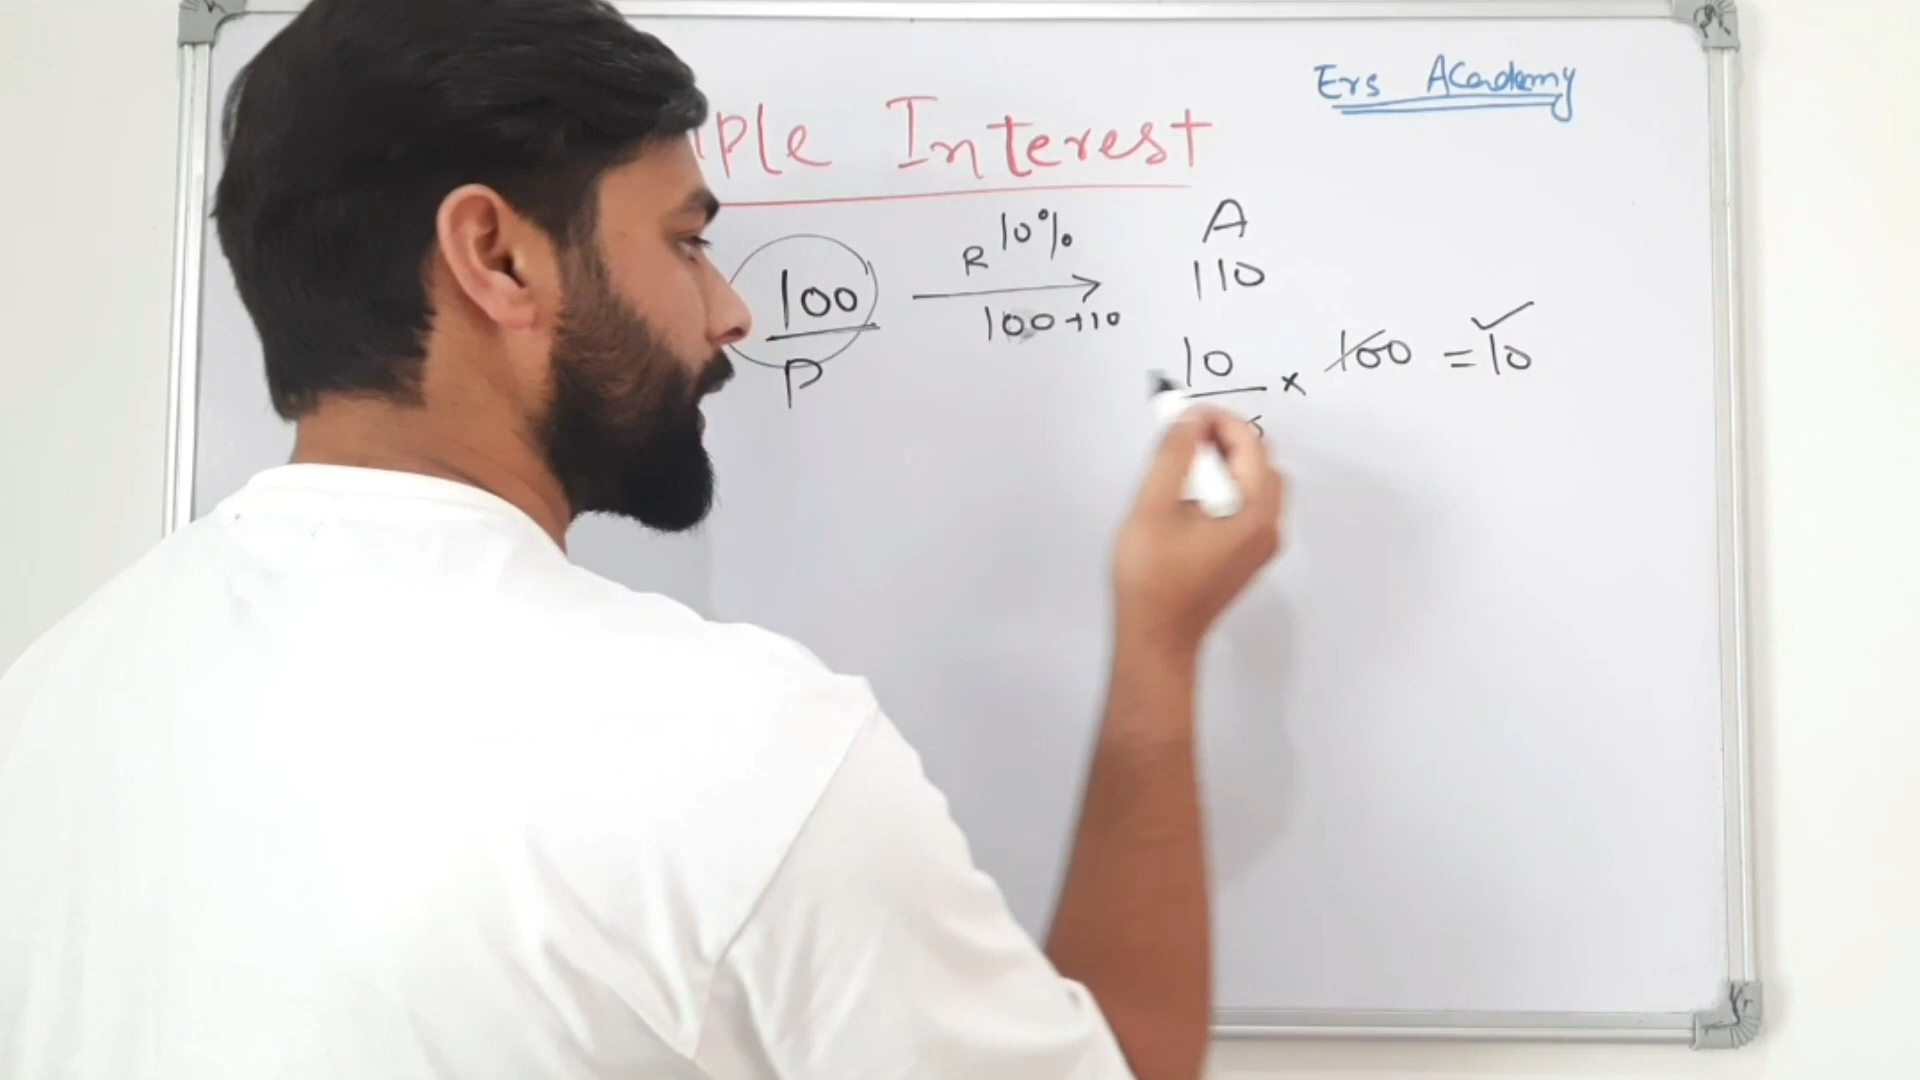 Ers Academy
ple Interest
100
P
R 10%
100+10
A
110
10 × 100 = 10